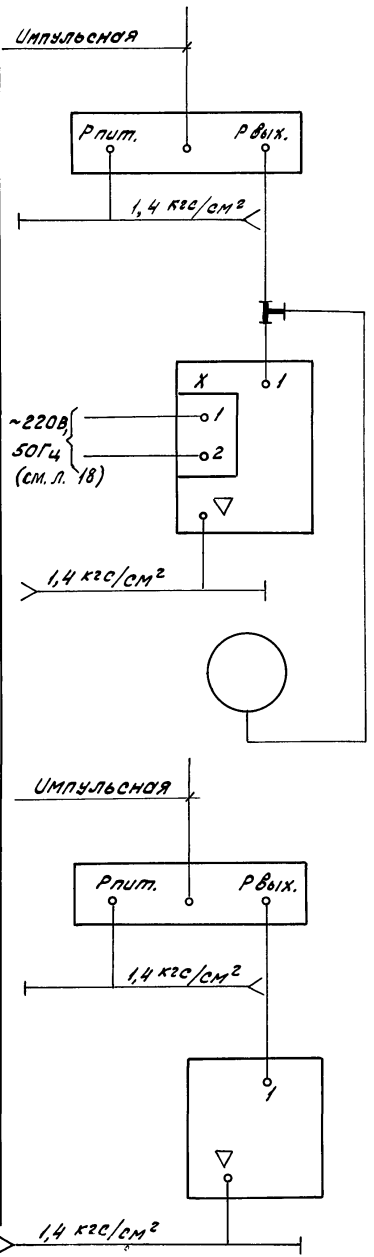 Импульсная
Рпит. Рвых.
1,4 кгс/см²
X 1
~220В, 1
50Гц 2
(см. л. 18)
1,4 кгс/см²
Импульсная
Рпит. Рвых.
1,4 кгс/см²
1
1,4 кгс/см²